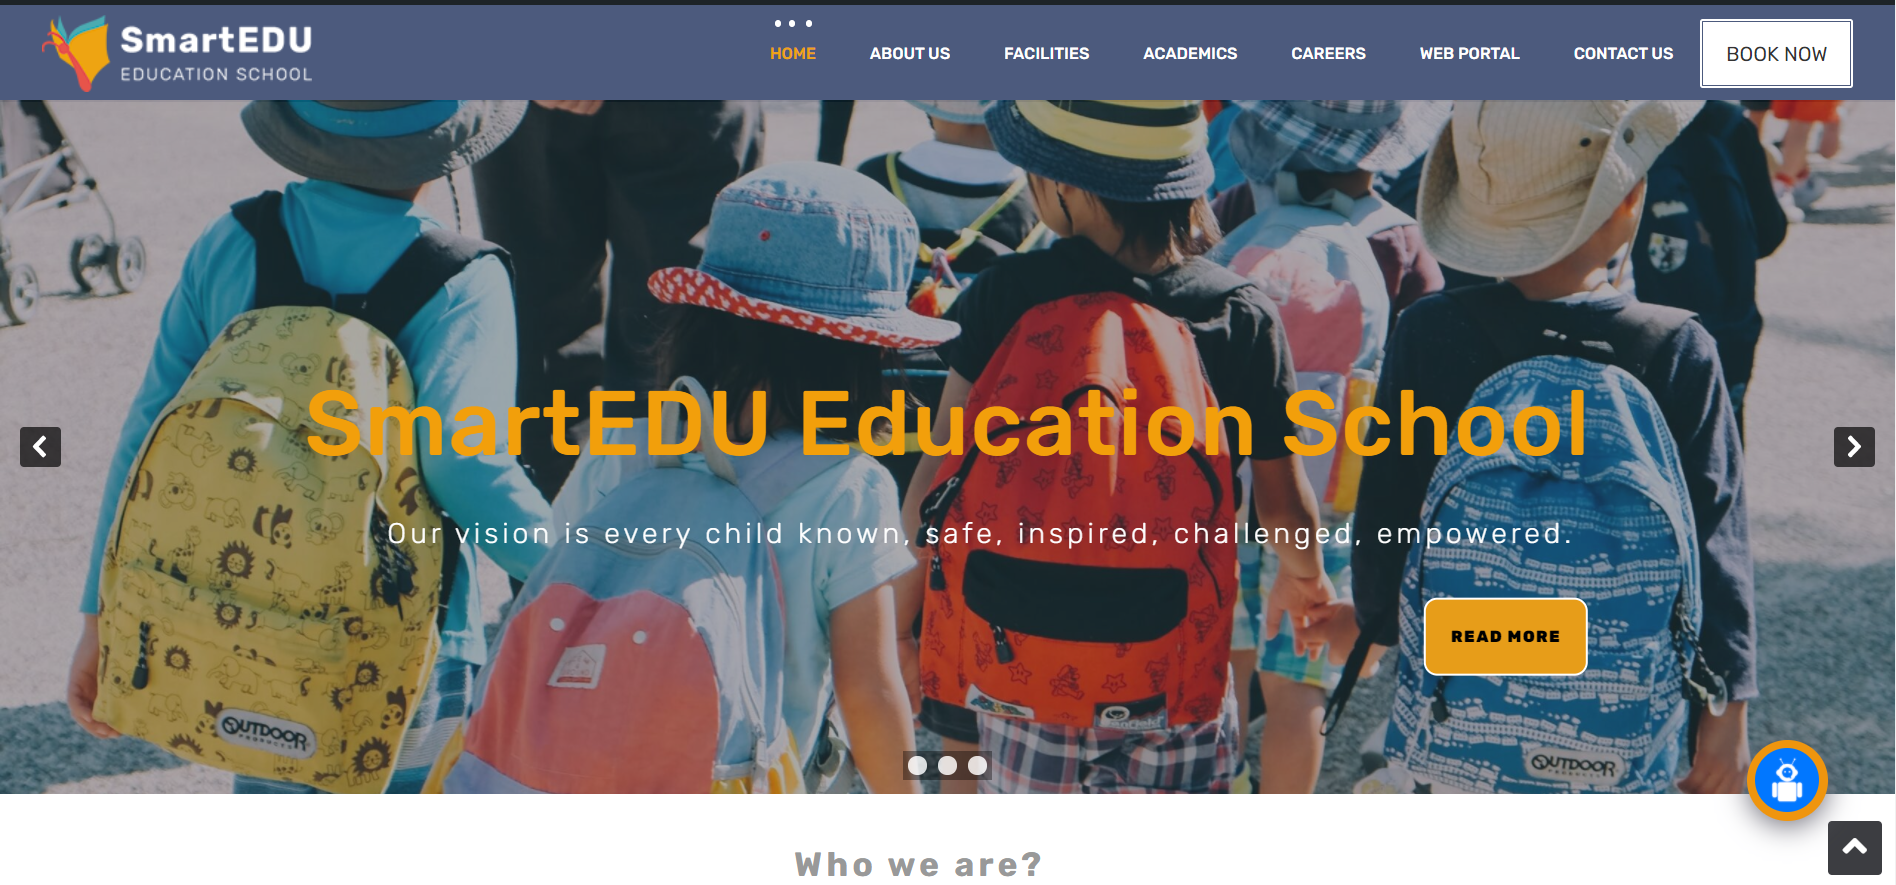 SmartEDU
EDUCATION SCHOOL
HOME ABOUT US FACILITIES ACADEMICS CAREERS WEB PORTAL CONTACT US BOOK NOW
SmartEDU Education School
Our vision is every child known, safe, inspired, challenged, empowered.
READ MORE
OUTDOOR
PRODUCTS
OUTDOOR
Who we are?